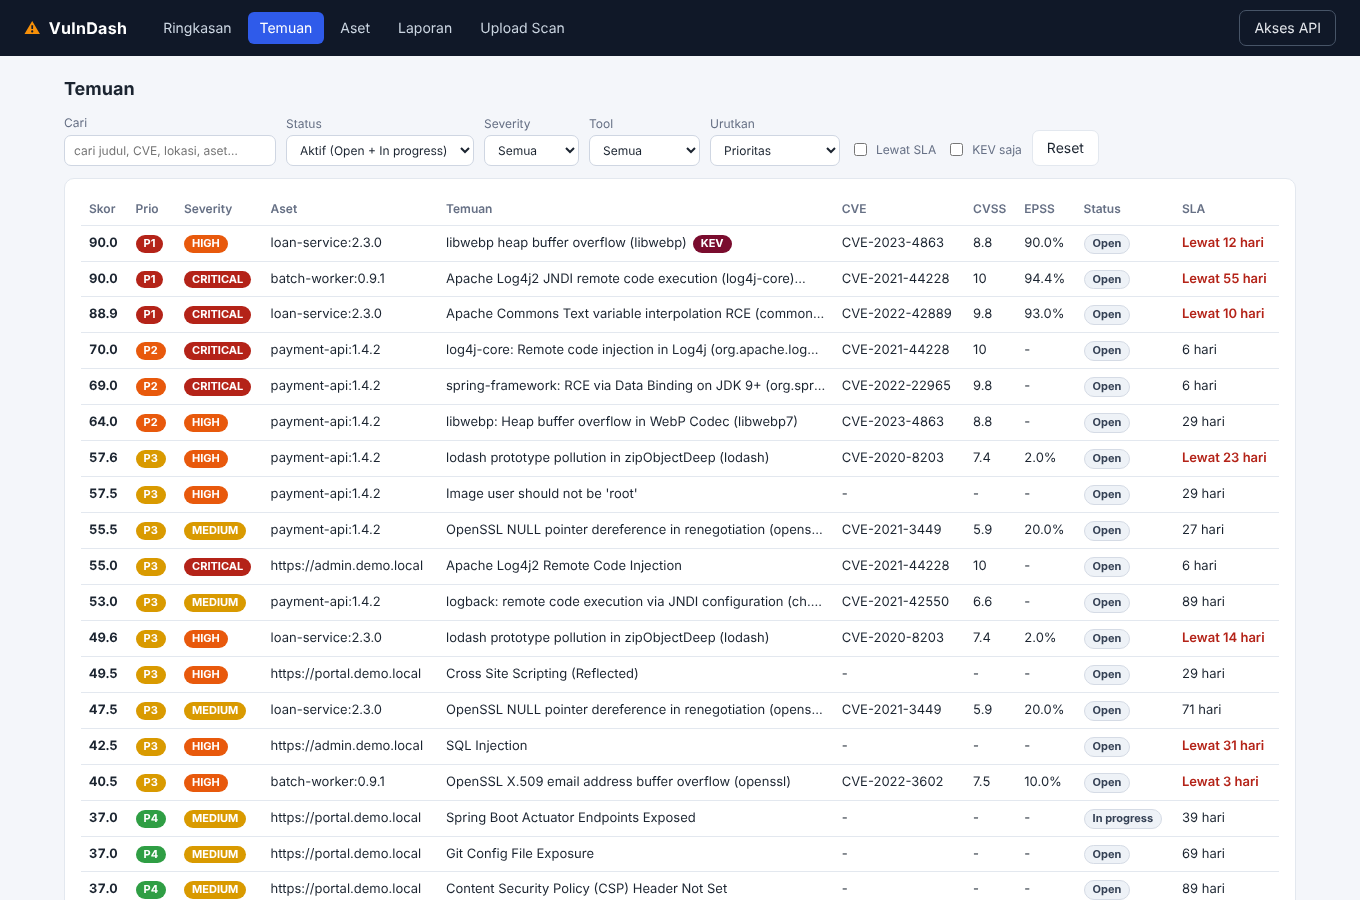 VulnDash Ringkasan Temuan Aset Laporan Upload Scan Akses API
Temuan
Cari Status Severity Tool Urutkan
cari judul, CVE, lokasi, aset... Aktif (Open + In progress) Semua Semua Prioritas Lewat SLA KEV saja Reset
Skor Prio Severity Aset Temuan CVE CVSS EPSS Status SLA
90.0 P1 HIGH loan-service:2.3.0 libwebp heap buffer overflow (libwebp) KEV CVE-2023-4863 8.8 90.0% Open Lewat 12 hari
90.0 P1 CRITICAL batch-worker:0.9.1 Apache Log4j2 JNDI remote code execution (log4j-core)... CVE-2021-44228 10 94.4% Open Lewat 55 hari
88.9 P1 CRITICAL loan-service:2.3.0 Apache Commons Text variable interpolation RCE (common... CVE-2022-42889 9.8 93.0% Open Lewat 10 hari
70.0 P2 CRITICAL payment-api:1.4.2 log4j-core: Remote code injection in Log4j (org.apache.log... CVE-2021-44228 10 - Open 6 hari
69.0 P2 CRITICAL payment-api:1.4.2 spring-framework: RCE via Data Binding on JDK 9+ (org.spr... CVE-2022-22965 9.8 - Open 6 hari
64.0 P2 HIGH payment-api:1.4.2 libwebp: Heap buffer overflow in WebP Codec (libwebp7) CVE-2023-4863 8.8 - Open 29 hari
57.6 P3 HIGH payment-api:1.4.2 lodash prototype pollution in zipObjectDeep (lodash) CVE-2020-8203 7.4 2.0% Open Lewat 23 hari
57.5 P3 HIGH payment-api:1.4.2 Image user should not be 'root' - - - Open 29 hari
55.5 P3 MEDIUM payment-api:1.4.2 OpenSSL NULL pointer dereference in renegotiation (opens... CVE-2021-3449 5.9 20.0% Open 27 hari
55.0 P3 CRITICAL https://admin.demo.local Apache Log4j2 Remote Code Injection CVE-2021-44228 10 - Open 6 hari
53.0 P3 MEDIUM payment-api:1.4.2 logback: remote code execution via JNDI configuration (ch.... CVE-2021-42550 6.6 - Open 89 hari
49.6 P3 HIGH loan-service:2.3.0 lodash prototype pollution in zipObjectDeep (lodash) CVE-2020-8203 7.4 2.0% Open Lewat 14 hari
49.5 P3 HIGH https://portal.demo.local Cross Site Scripting (Reflected) - - - Open 29 hari
47.5 P3 MEDIUM loan-service:2.3.0 OpenSSL NULL pointer dereference in renegotiation (opens... CVE-2021-3449 5.9 20.0% Open 71 hari
42.5 P3 HIGH https://admin.demo.local SQL Injection - - - Open Lewat 31 hari
40.5 P3 HIGH batch-worker:0.9.1 OpenSSL X.509 email address buffer overflow (openssl) CVE-2022-3602 7.5 10.0% Open Lewat 3 hari
37.0 P4 MEDIUM https://portal.demo.local Spring Boot Actuator Endpoints Exposed - - - In progress 39 hari
37.0 P4 MEDIUM https://portal.demo.local Git Config File Exposure - - - Open 69 hari
37.0 P4 MEDIUM https://portal.demo.local Content Security Policy (CSP) Header Not Set - - - Open 89 hari